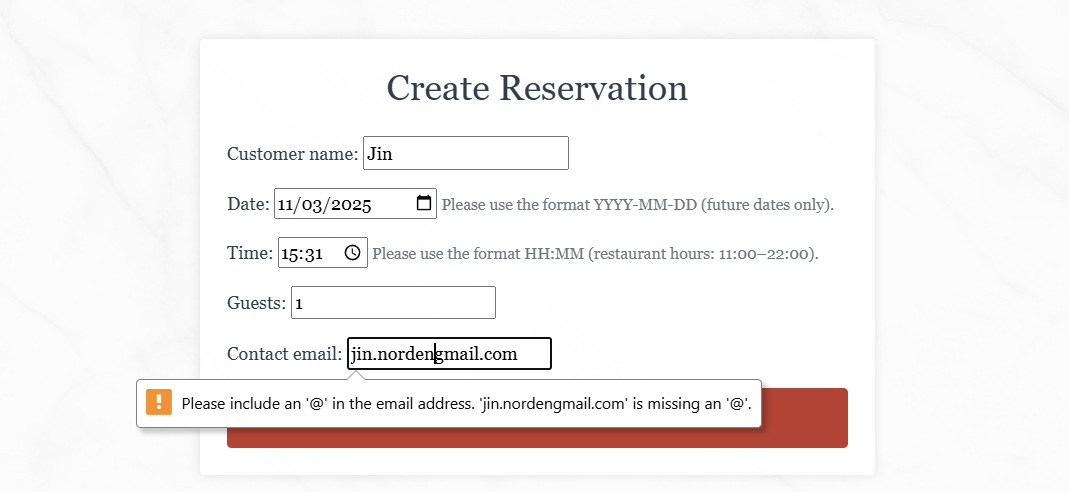 Create Reservation
Customer name: Jin
Date: 11/03/2025 Please use the format YYYY-MM-DD (future dates only).
Time: 15:31 Please use the format HH:MM (restaurant hours: 11:00–22:00).
Guests: 1
Contact email: jin.nordengmail.com
! Please include an '@' in the email address. 'jin.nordengmail.com' is missing an '@'.